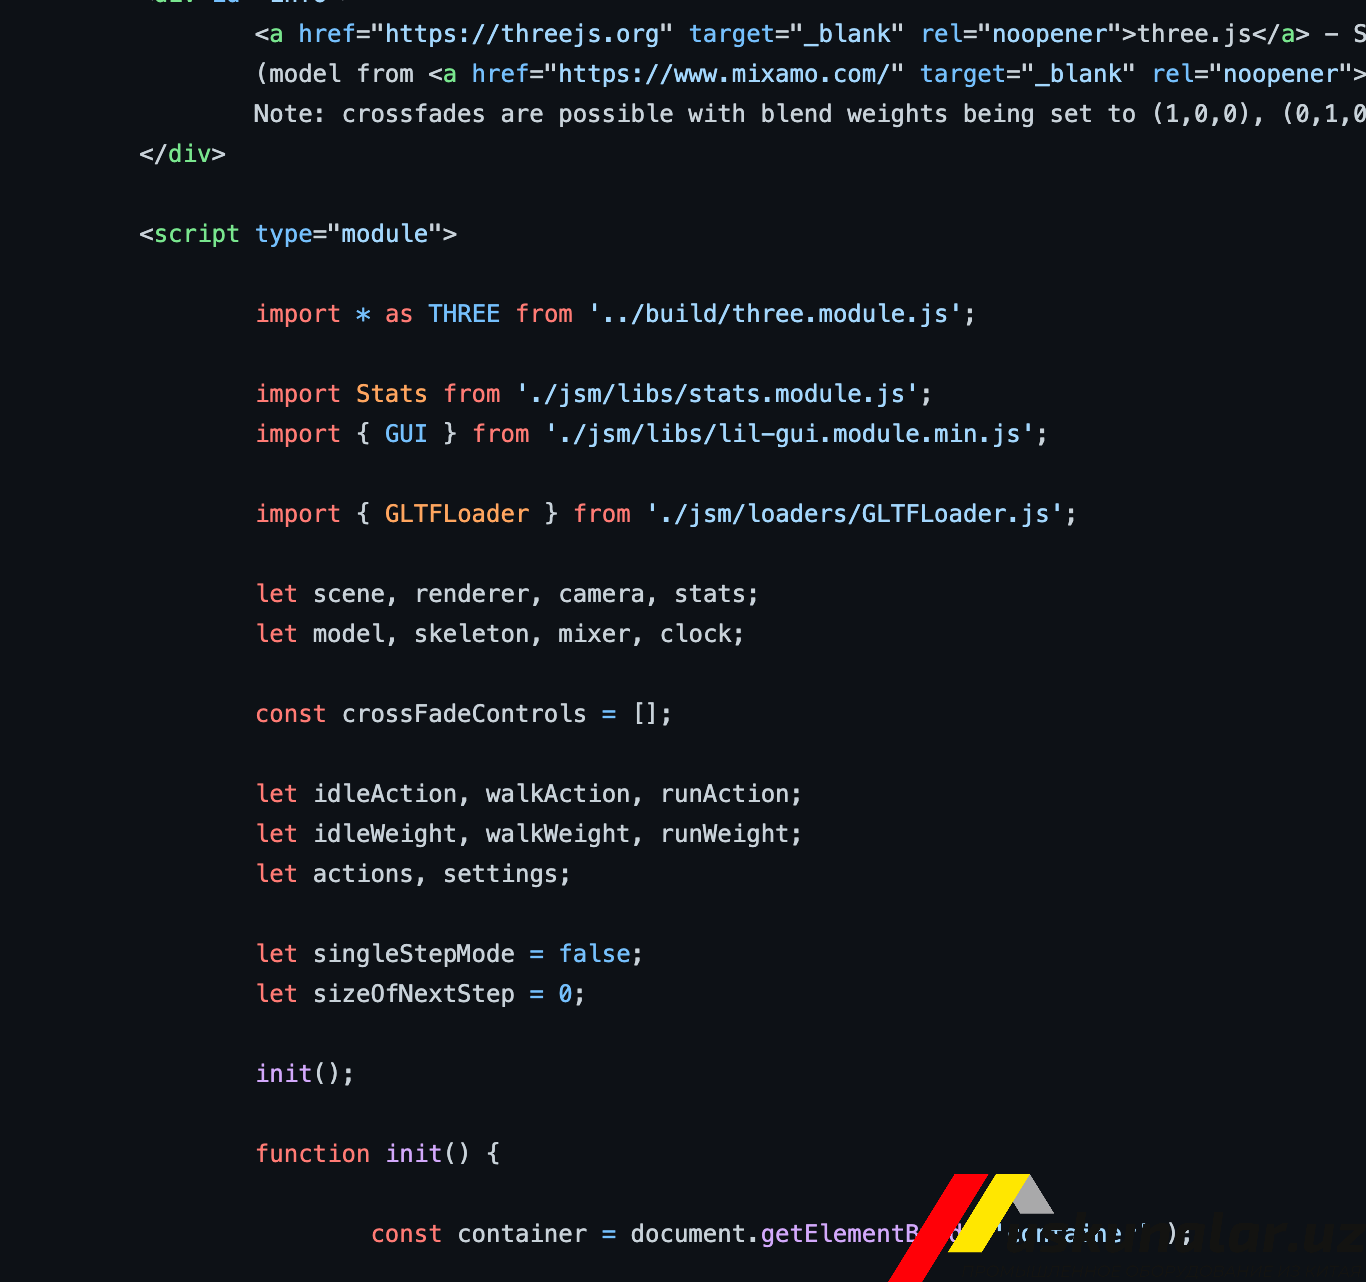 <a href="https://threejs.org" target="_blank" rel="noopener">three.js</a> - S
(model from <a href="https://www.mixamo.com/" target="_blank" rel="noopener">
Note: crossfades are possible with blend weights being set to (1,0,0), (0,1,0
</div>
<script type="module">
import * as THREE from '../build/three.module.js';
import Stats from './jsm/libs/stats.module.js';
import { GUI } from './jsm/libs/lil-gui.module.min.js';
import { GLTFLoader } from './jsm/loaders/GLTFLoader.js';
let scene, renderer, camera, stats;
let model, skeleton, mixer, clock;
const crossFadeControls = [];
let idleAction, walkAction, runAction;
let idleWeight, walkWeight, runWeight;
let actions, settings;
let singleStepMode = false;
let sizeOfNextStep = 0;
init();
function init() {
const container = document.getElementB 'container' );